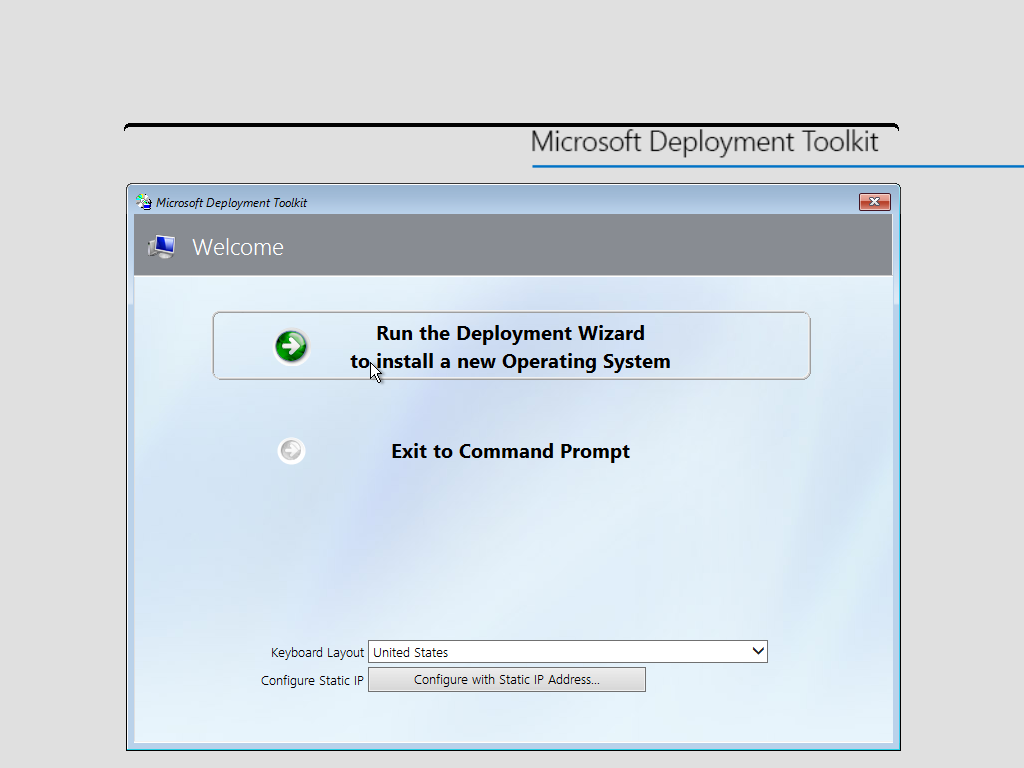 Microsoft Deployment Toolkit
Microsoft Deployment Toolkit
Welcome
Run the Deployment Wizard
to install a new Operating System
Exit to Command Prompt
Keyboard Layout United States
Configure Static IP Configure with Static IP Address...